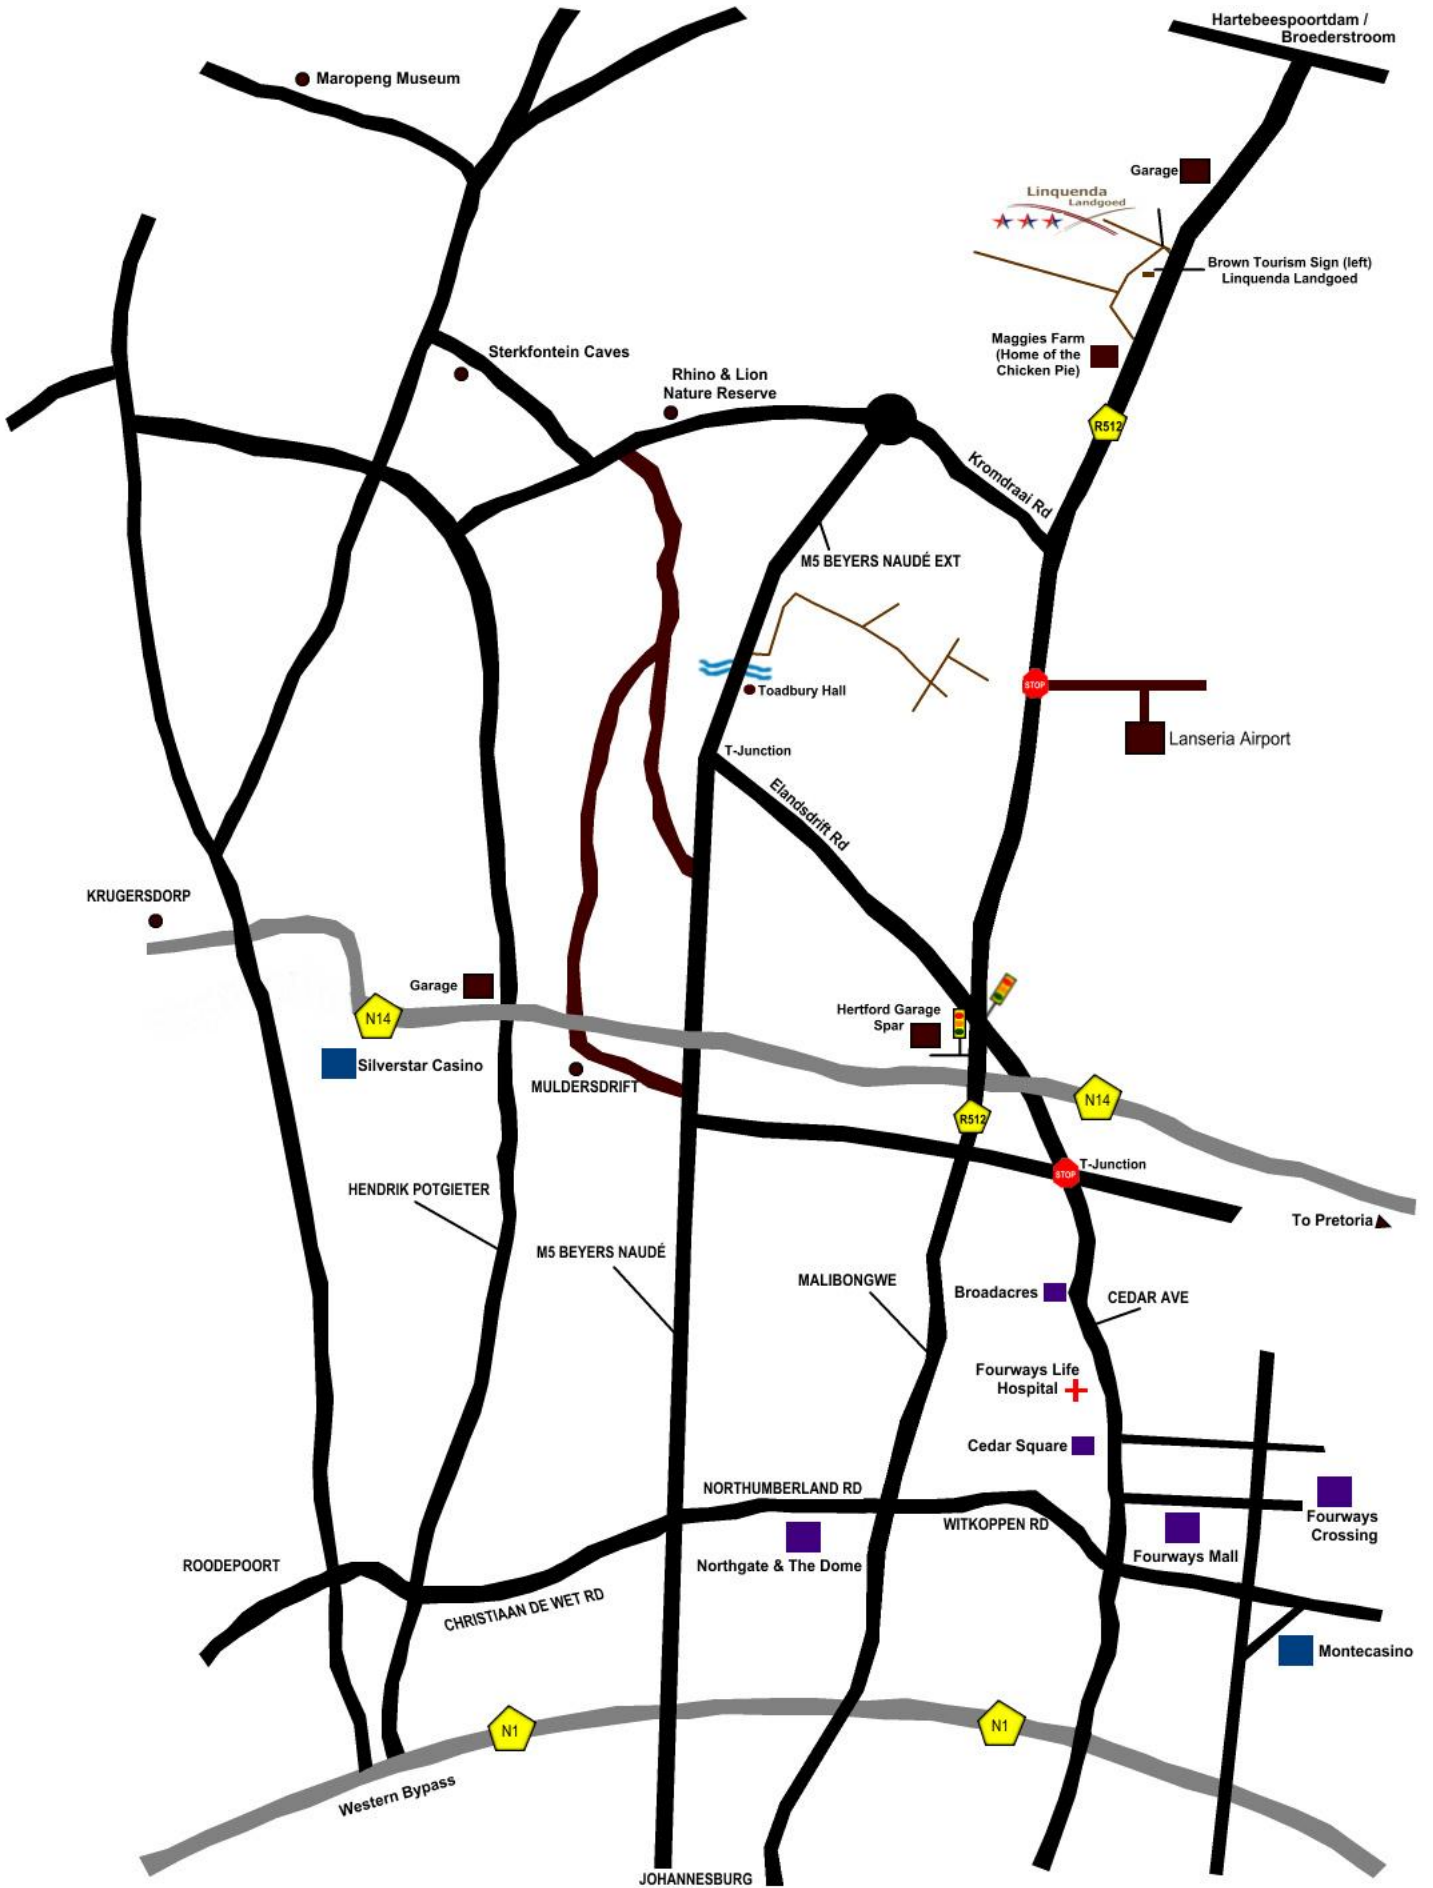 Hartebeespoortdam /
Broederstroom
Maropeng Museum
Garage
Linquenda
Landgoed
Brown Tourism Sign (left)
Linquenda Landgoed
Maggies Farm
(Home of the
Chicken Pie)
Sterkfontein Caves
Rhino & Lion
Nature Reserve
R512
Kromdraai Rd
M5 BEYERS NAUDÉ EXT
STOP
Toadbury Hall
Lanseria Airport
T-Junction
Elandsdrift Rd
KRUGERSDORP
Garage
Hertford Garage
Spar
N14
Silverstar Casino
MULDERSDRIFT
N14
R512
T-Junction
STOP
HENDRIK POTGIETER
To Pretoria
M5 BEYERS NAUDÉ
MALIBONGWE
Broadacres
CEDAR AVE
Fourways Life
Hospital
Cedar Square
NORTHUMBERLAND RD
WITKOPPEN RD
Fourways
Crossing
Fourways Mall
Northgate & The Dome
ROODEPOORT
CHRISTIAAN DE WET RD
Montecasino
N1
N1
Western Bypass
JOHANNESBURG